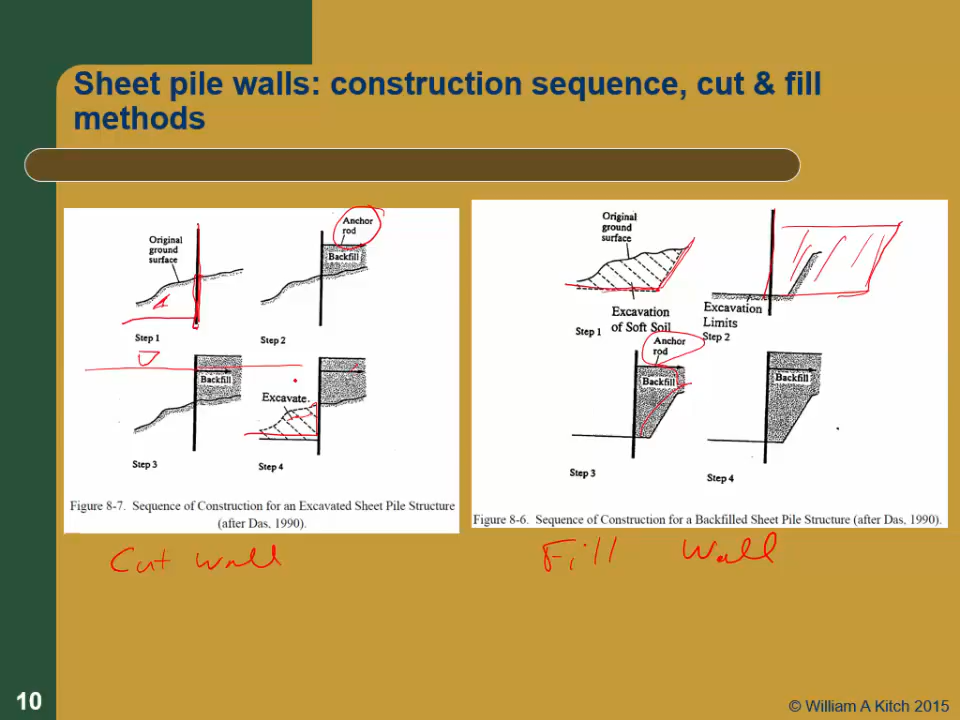 Sheet pile walls: construction sequence, cut & fill
methods
Original
ground
surface
Step 1
Anchor
rod
Backfill
Step 2
Backfill
Step 3
Excavate
Step 4
Figure 8-7. Sequence of Construction for an Excavated Sheet Pile Structure
(after Das, 1990).
Cut Wall
Original
ground
surface
Excavation
of Soft Soil
Step 1
Excavation
Limits
Step 2
Anchor
rod
Backfill
Step 3
Backfill
Step 4
Figure 8-6. Sequence of Construction for a Backfilled Sheet Pile Structure (after Das, 1990).
Fill Wall
10
© William A Kitch 2015